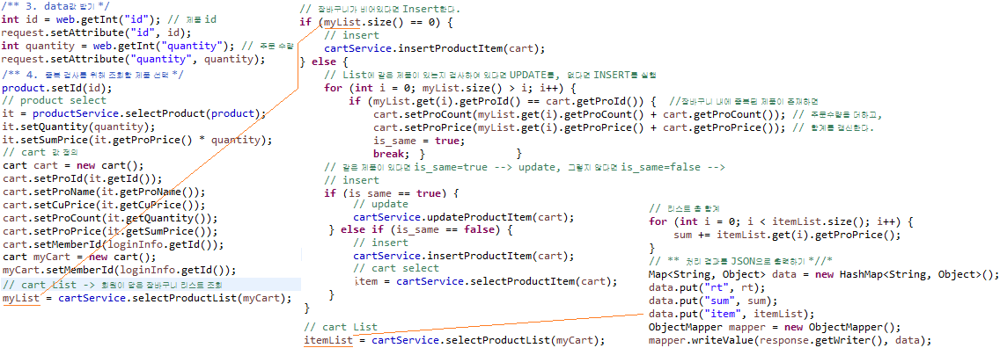 /** 3. data값 받기 */
int id = web.getInt("id"); // 제품 id
request.setAttribute("id", id);
int quantity = web.getInt("quantity"); // 주문 수량
request.setAttribute("quantity", quantity);
/** 4. 중복 검사를 위해 조회할 제품 선택 */
product.setId(id);
// product select
it = productService.selectProduct(product);
it.setQuantity(quantity);
it.setSumPrice(it.getProPrice() * quantity);
// cart 값 정의
cart cart = new cart();
cart.setProId(it.getId());
cart.setProName(it.getProName());
cart.setCuPrice(it.getCuPrice());
cart.setProCount(it.getQuantity());
cart.setProPrice(it.getSumPrice());
cart.setMemberId(loginInfo.getId());
cart myCart = new cart();
myCart.setMemberId(loginInfo.getId());
// cart List -> 회원이 담은 장바구니 리스트 조회
myList = cartService.selectProductList(myCart);
// 장바구니가 비어있다면 Insert한다.
if (myList.size() == 0) {
// insert
cartService.insertProductItem(cart);
} else {
// List에 같은 제품이 있는지 검사하여 있다면 UPDATE를, 없다면 INSERT를 실행
for (int i = 0; myList.size() > i; i++) {
if (myList.get(i).getProId() == cart.getProId()) { //장바구니 내에 중복된 제품이 존재하면
cart.setProCount(myList.get(i).getProCount() + cart.getProCount()); // 주문수량을 더하고,
cart.setProPrice(myList.get(i).getProPrice() + cart.getProPrice()); // 합계를 갱신한다.
is_same = true;
break; } }
// 같은 제품이 있다면 is_same=true --> update, 그렇지 않다면 is_same=false -->
// insert
if (is_same == true) {
// update
cartService.updateProductItem(cart);
} else if (is_same == false) {
// insert
cartService.insertProductItem(cart);
// cart select
item = cartService.selectProductItem(cart);
}
}
// cart List
itemList = cartService.selectProductList(myCart);
// 리스트 총 합계
for (int i = 0; i < itemList.size(); i++) {
sum += itemList.get(i).getProPrice();
}
// ** 처리 결과를 JSON으로 출력하기 *//*
Map<String, Object> data = new HashMap<String, Object>();
data.put("rt", rt);
data.put("sum", sum);
data.put("item", itemList);
ObjectMapper mapper = new ObjectMapper();
mapper.writeValue(response.getWriter(), data);